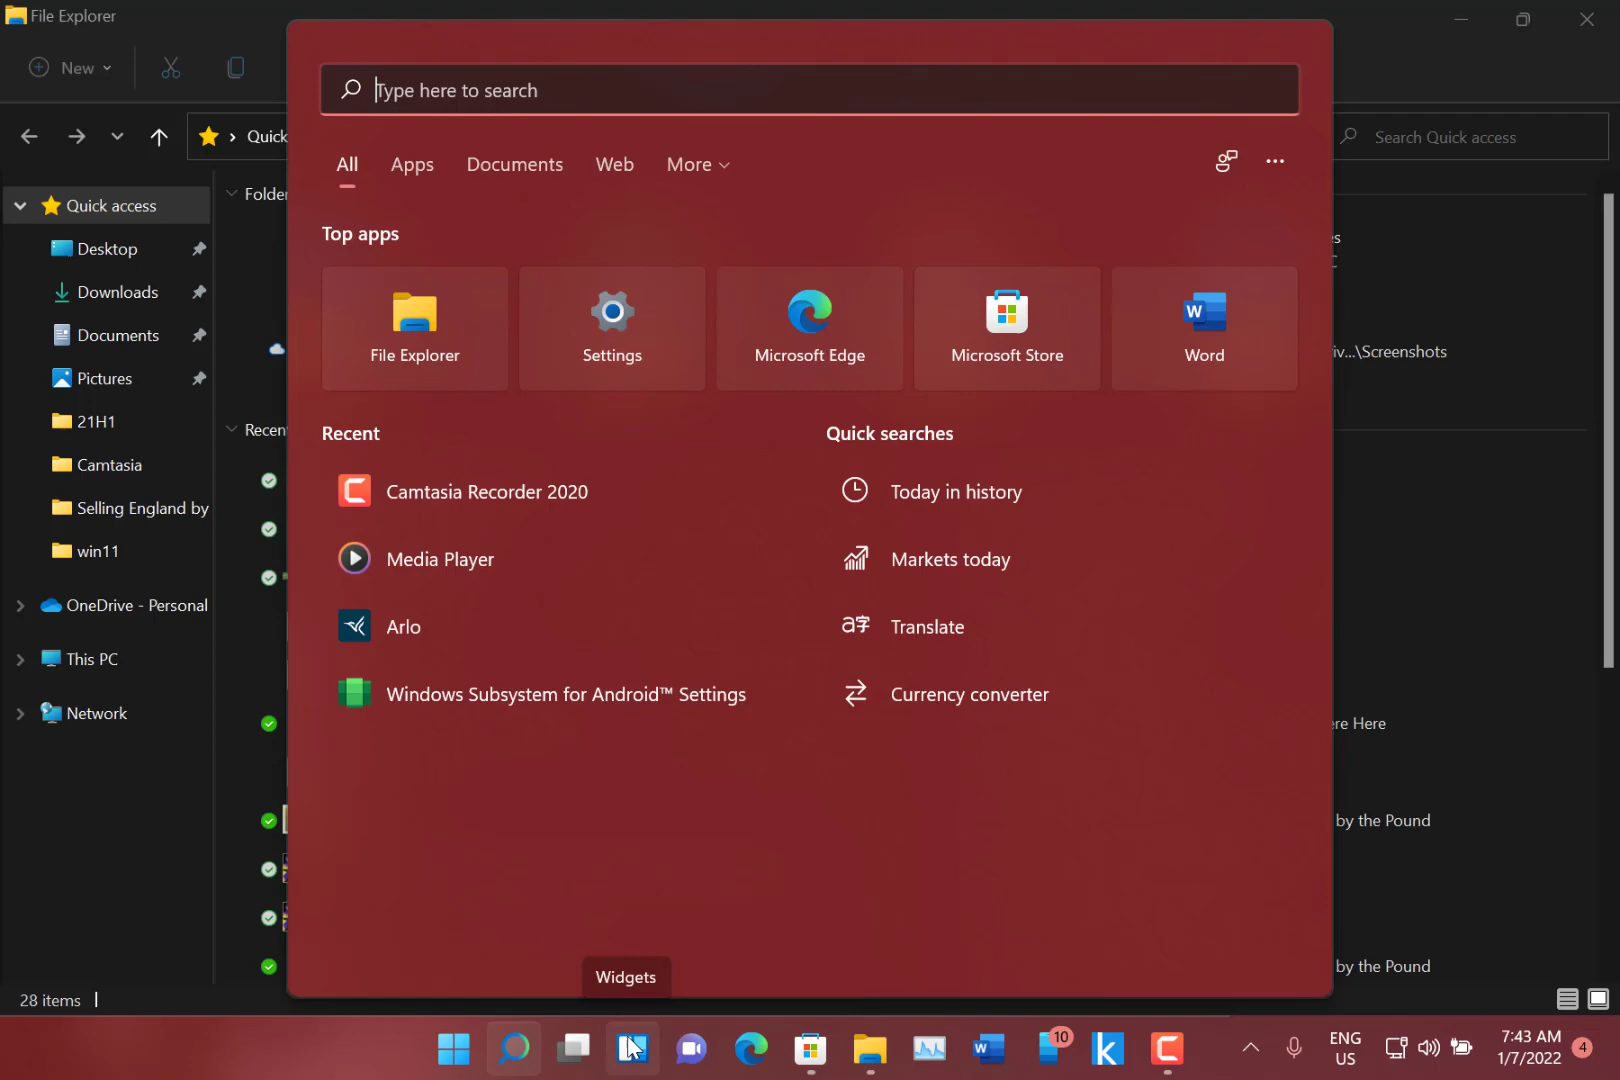 File Explorer
New
Quick
Search Quick access
Type here to search
All Apps Documents Web More
Quick access
Desktop
Downloads
Documents
Pictures
21H1
Camtasia
Selling England by
win11
OneDrive - Personal
This PC
Network
Folder
Recent
Top apps
File Explorer
Settings
Microsoft Edge
Microsoft Store
Word
Recent
Camtasia Recorder 2020
Media Player
Arlo
Windows Subsystem for Android™ Settings
Quick searches
Today in history
Markets today
Translate
Currency converter
iv...\Screenshots
ere Here
by the Pound
by the Pound
Widgets
28 items
10
ENG
US
7:43 AM
1/7/2022
4